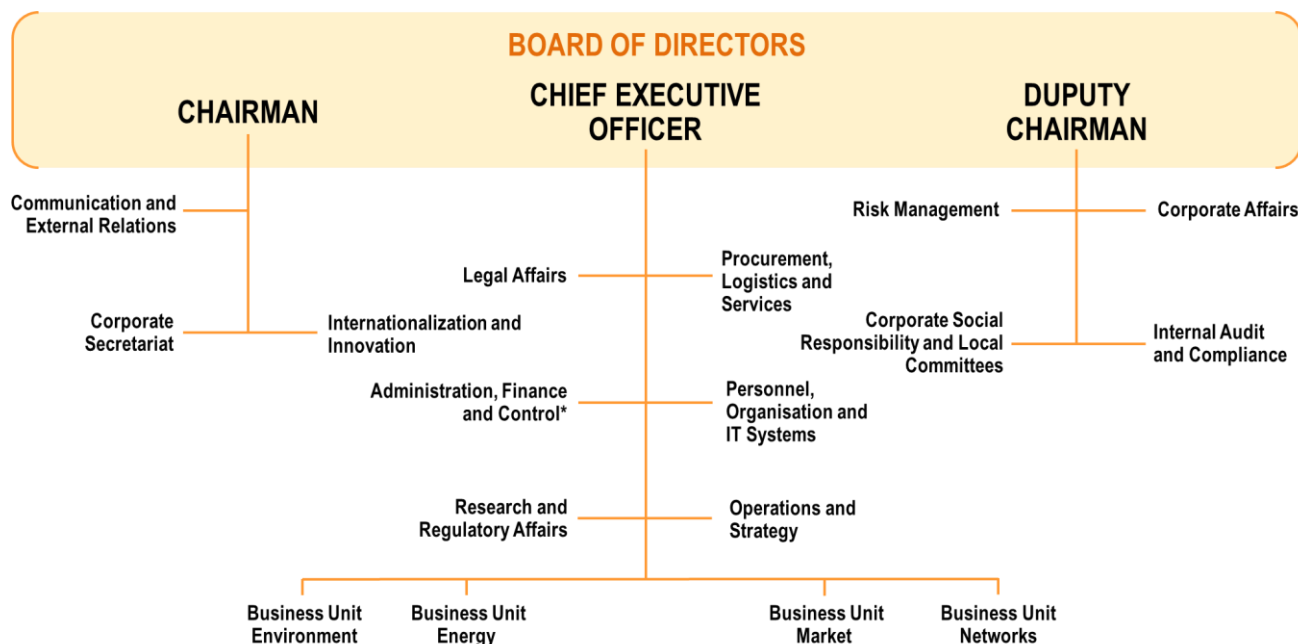 BOARD OF DIRECTORS
CHAIRMAN
CHIEF EXECUTIVE
OFFICER
DUPUTY
CHAIRMAN
Communication and
External Relations
Corporate
Secretariat
Internationalization and
Innovation
Legal Affairs
Procurement,
Logistics and
Services
Administration, Finance
and Control*
Personnel,
Organisation and
IT Systems
Research and
Regulatory Affairs
Operations and
Strategy
Risk Management
Corporate Affairs
Corporate Social
Responsibility and Local
Committees
Internal Audit
and Compliance
Business Unit
Environment
Business Unit
Energy
Business Unit
Market
Business Unit
Networks